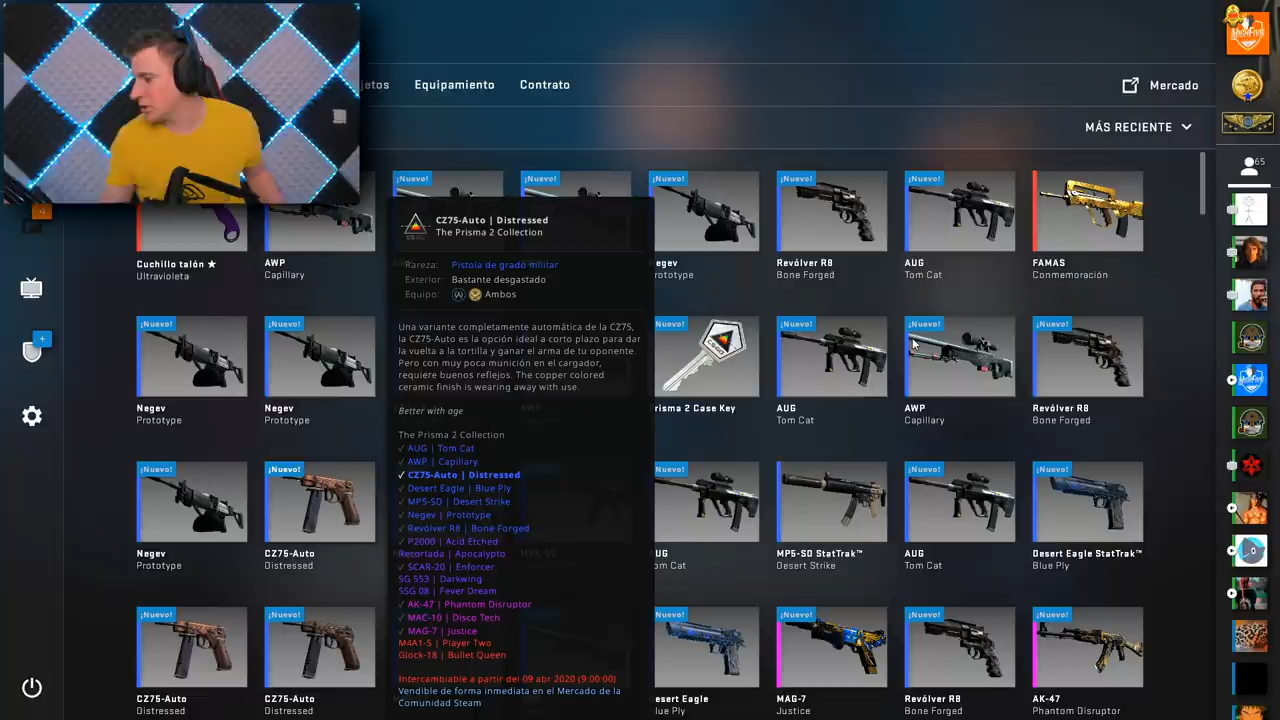 jetos
Equipamiento
Contrato
Mercado
MÁS RECIENTE
65
¡Nuevo!
¡Nuevo!
¡Nuevo!
¡Nuevo!
¡Nuevo!
¡Nuevo!
Cuchillo talón ★
Ultravioleta
AWP
Capillary
egev
rototype
Revólver R8
Bone Forged
AUG
Tom Cat
FAMAS
Conmemoración
CZ75-Auto | Distressed
The Prisma 2 Collection
Rareza: Pistola de grado militar
Exterior: Bastante desgastado
Equipo: Ambos
Una variante completamente automática de la CZ75,
la CZ75-Auto es la opción ideal a corto plazo para dar
la vuelta a la tortilla y ganar el arma de tu oponente.
Pero con muy poca munición en el cargador,
requiere buenos reflejos. The copper colored
ceramic finish is wearing away with use.
Better with age
The Prisma 2 Collection
✓ AUG | Tom Cat
✓ AWP | Capillary
✓ CZ75-Auto | Distressed
✓ Desert Eagle | Blue Ply
✓ MP5-SD | Desert Strike
✓ Negev | Prototype
✓ Revólver R8 | Bone Forged
✓ P2000 | Acid Etched
Recortada | Apocalypto
✓ SCAR-20 | Enforcer
SG 553 | Darkwing
SSG 08 | Fever Dream
✓ AK-47 | Phantom Disruptor
✓ MAC-10 | Disco Tech
✓ MAG-7 | Justice
M4A1-S | Player Two
Glock-18 | Bullet Queen
Intercambiable a partir del 09 abr 2020 (9:00:00)
Vendible de forma inmediata en el Mercado de la
Comunidad Steam
¡Nuevo!
¡Nuevo!
¡Nuevo!
¡Nuevo!
¡Nuevo!
¡Nuevo!
Negev
Prototype
Negev
Prototype
AWP
Prisma 2 Case Key
AUG
Tom Cat
AWP
Capillary
Revólver R8
Bone Forged
¡Nuevo!
¡Nuevo!
¡Nuevo!
¡Nuevo!
¡Nuevo!
¡Nuevo!
Negev
Prototype
CZ75-Auto
Distressed
MP5-SD
AUG
Tom Cat
MP5-SD StatTrak™
Desert Strike
AUG
Tom Cat
Desert Eagle StatTrak™
Blue Ply
¡Nuevo!
¡Nuevo!
¡Nuevo!
¡Nuevo!
¡Nuevo!
¡Nuevo!
CZ75-Auto
Distressed
CZ75-Auto
Distressed
esert Eagle
lue Ply
MAG-7
Justice
Revólver R8
Bone Forged
AK-47
Phantom Disruptor